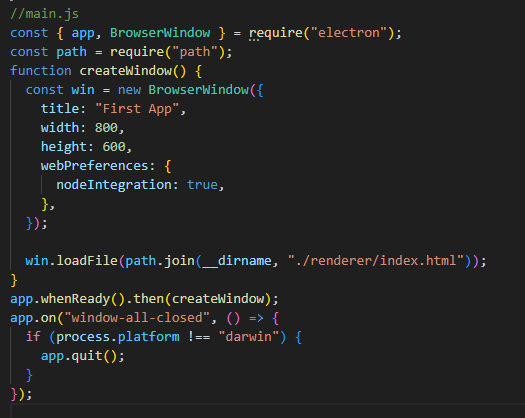 //main.js
const { app, BrowserWindow } = require("electron");
const path = require("path");
function createWindow() {
  const win = new BrowserWindow({
    title: "First App",
    width: 800,
    height: 600,
    webPreferences: {
      nodeIntegration: true,
    },
  });

  win.loadFile(path.join(__dirname, "./renderer/index.html"));
}
app.whenReady().then(createWindow);
app.on("window-all-closed", () => {
  if (process.platform !== "darwin") {
    app.quit();
  }
});